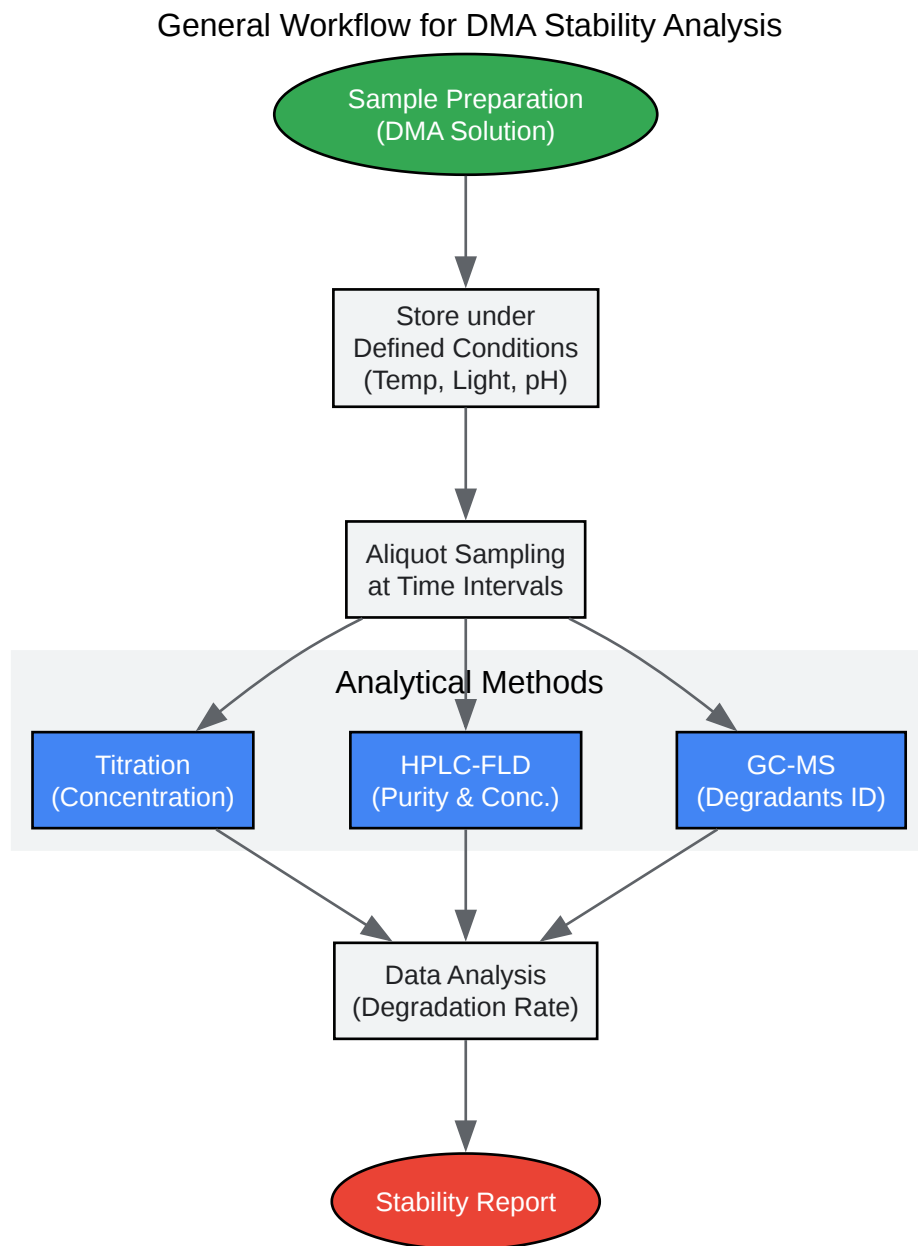 General Workflow for DMA Stability Analysis
Sample Preparation
(DMA Solution)
Store under
Defined Conditions
(Temp, Light, pH)
Aliquot Sampling
at Time Intervals
Analytical Methods
Titration
(Concentration)
HPLC-FLD
(Purity & Conc.)
GC-MS
(Degradants ID)
Data Analysis
(Degradation Rate)
Stability Report